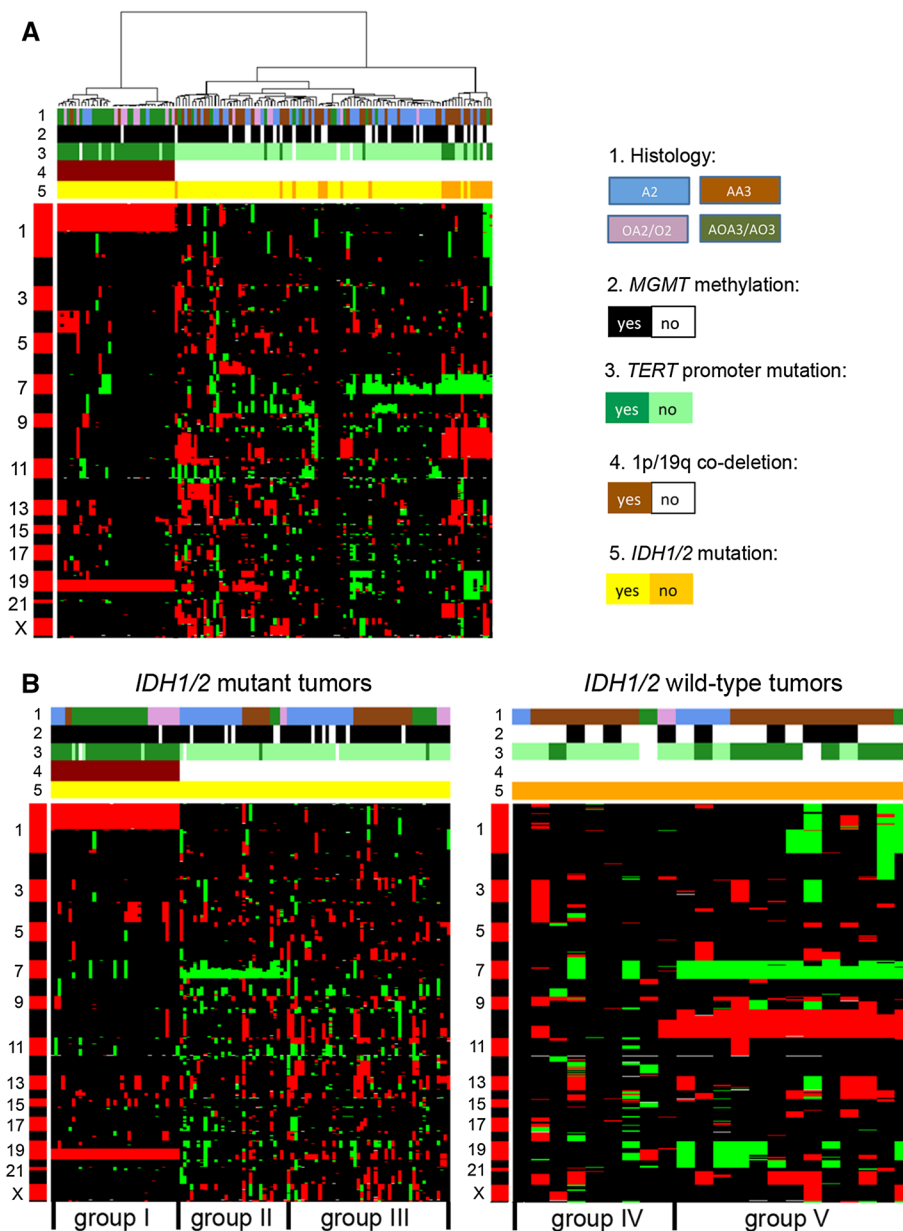 A
1
2
3
4
5
1
3
5
7
9
11
13
15
17
19
21
X
1. Histology:
A2 AA3
OA2/O2 AOA3/AO3
2. MGMT methylation:
yes no
3. TERT promoter mutation:
yes no
4. 1p/19q co-deletion:
yes no
5. IDH1/2 mutation:
yes no
B
IDH1/2 mutant tumors
1
2
3
4
5
1
3
5
7
9
11
13
15
17
19
21
X
group I group II group III
IDH1/2 wild-type tumors
1
2
3
4
5
1
3
5
7
9
11
13
15
17
19
21
X
group IV group V